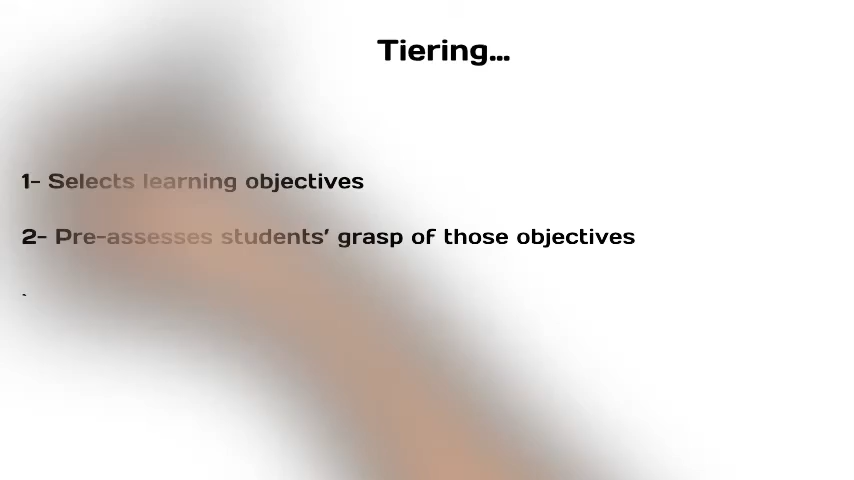 Tiering...
1- Selects learning objectives
2- Pre-assesses students’ grasp of those objectives